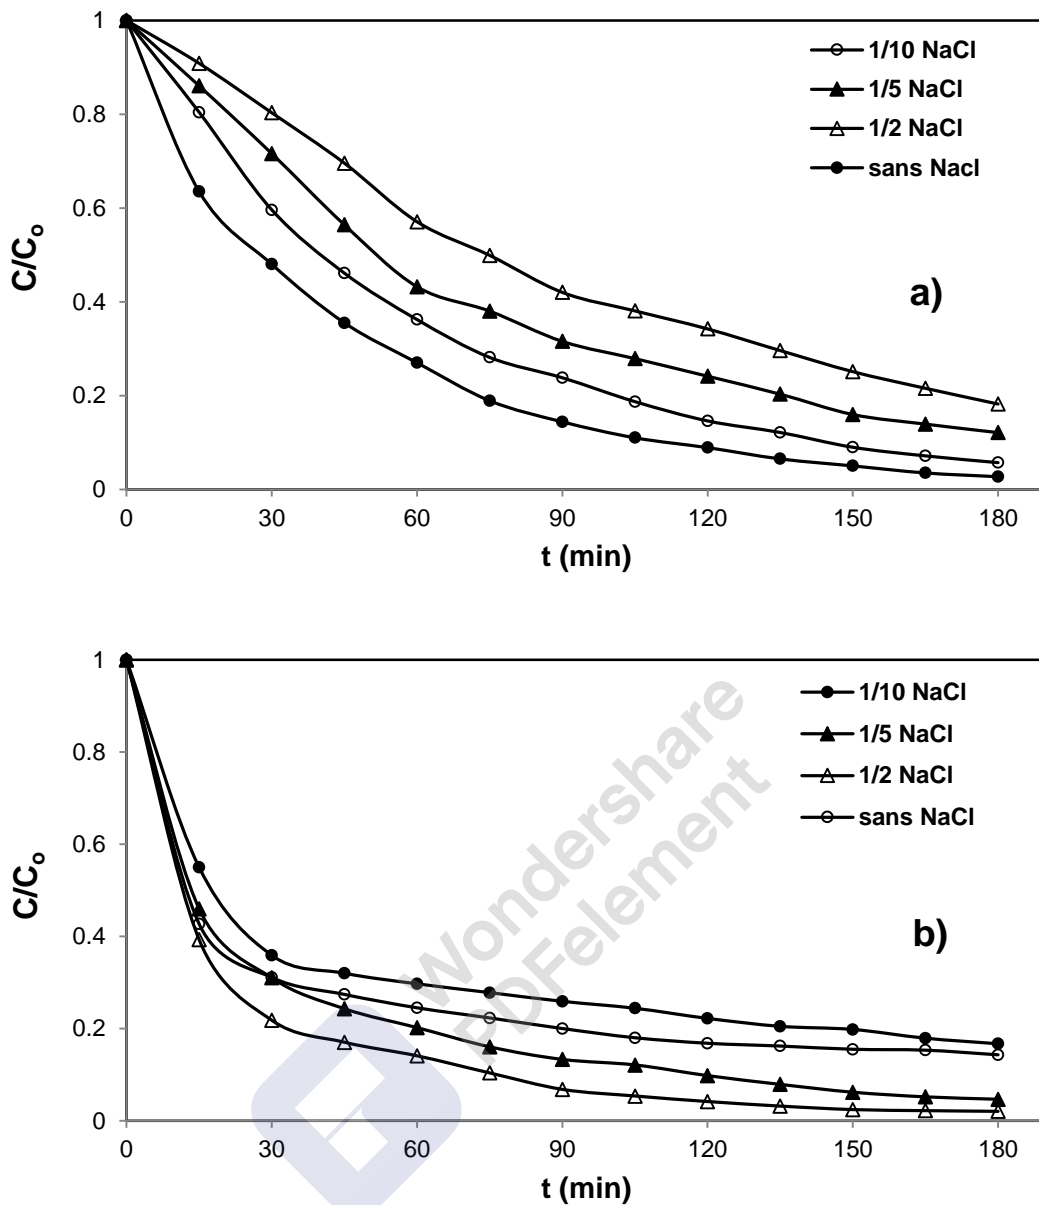 1
0.8
0.6
0.4
0.2
0
C/Co
1/10 NaCl
1/5 NaCl
1/2 NaCl
sans Nacl
a)
0 30 60 90 120 150 180
t (min)
1
0.8
0.6
0.4
0.2
0
C/Co
1/10 NaCl
1/5 NaCl
1/2 NaCl
sans NaCl
b)
Wondershare
PDFelement
0 30 60 90 120 150 180
t (min)